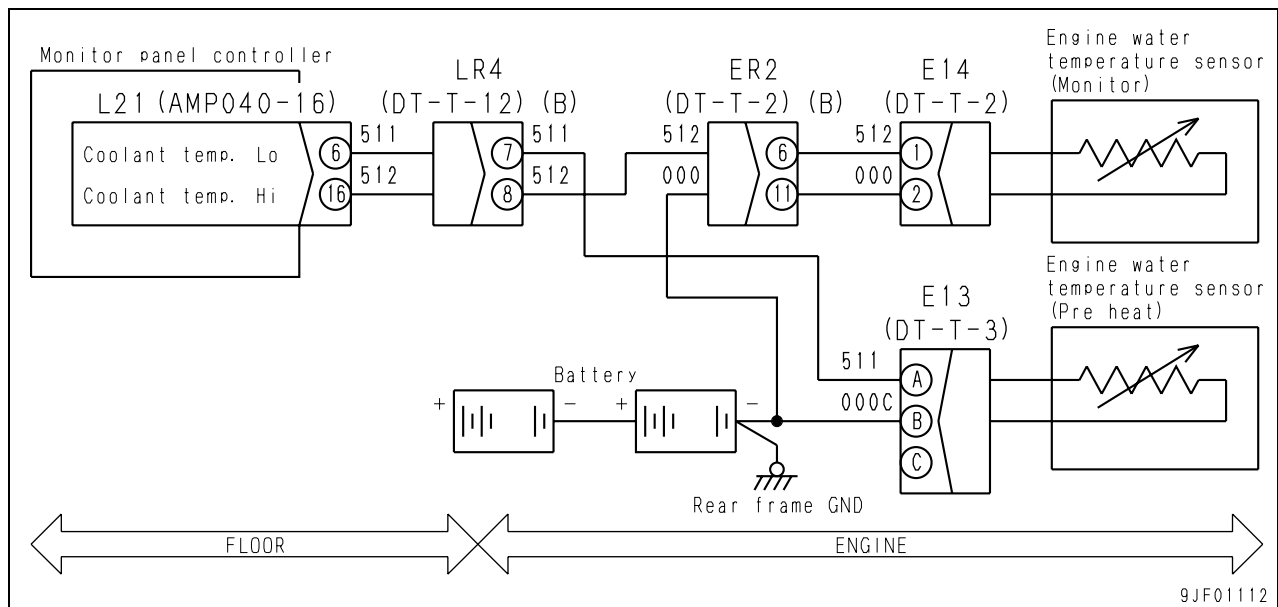 Monitor panel controller
L21 (AMP040-16)
Coolant temp. Lo
Coolant temp. Hi
6
16
511
512
LR4
(DT-T-12) (B)
7
8
511
512
ER2
(DT-T-2) (B)
512
000
6
11
512
000
E14
(DT-T-2)
1
2
Engine water
temperature sensor
(Monitor)
Engine water
temperature sensor
(Pre heat)
E13
(DT-T-3)
511
000C
A
B
C
Battery
+ - + -
Rear frame GND
FLOOR
ENGINE
9JF01112